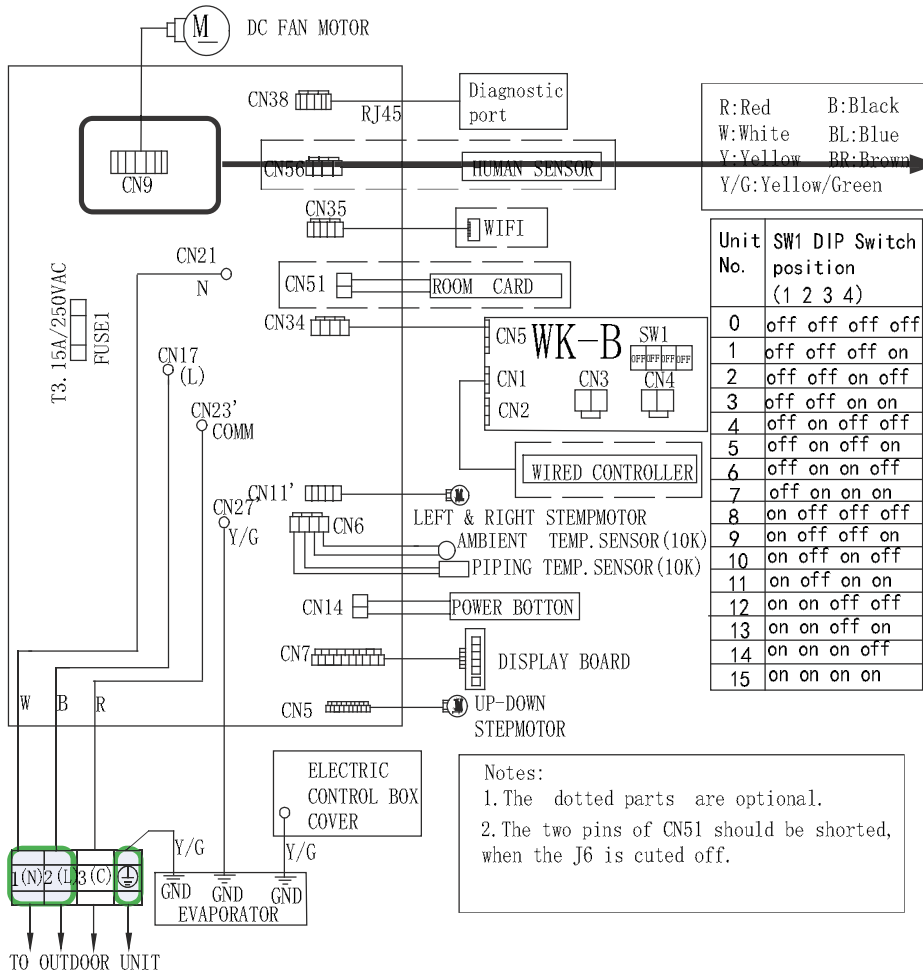 M DC FAN MOTOR
CN38
RJ45
Diagnostic
port
CN9
CN56
HUMAN SENSOR
R:Red B:Black
W:White BL:Blue
Y:Yellow BR:Brown
Y/G:Yellow/Green
CN35
WIFI
CN21
N
CN51
ROOM CARD
T3.15A/250VAC
FUSE1
CN34
CN5
WK-B
SW1
OFF OFF OFF OFF
CN1
CN3
CN4
CN2
CN17
(L)
CN23'
COMM
WIRED CONTROLLER
CN11'
LEFT & RIGHT STEMPMOTOR
CN27'
Y/G
CN6
AMBIENT TEMP.SENSOR(10K)
PIPING TEMP.SENSOR(10K)
CN14
POWER BOTTON
CN7
DISPLAY BOARD
CN5
UP-DOWN
STEPMOTOR
W B R
Unit SW1 DIP Switch
No. position
(1 2 3 4)
0 off off off off
1 off off off on
2 off off on off
3 off off on on
4 off on off off
5 off on off on
6 off on on off
7 off on on on
8 on off off off
9 on off off on
10 on off on off
11 on off on on
12 on on off off
13 on on off on
14 on on on off
15 on on on on
ELECTRIC
CONTROL BOX
COVER
Y/G
Y/G
1(N) 2(L) 3(C)
GND GND GND
EVAPORATOR
TO OUTDOOR UNIT
Notes:
1.The dotted parts are optional.
2.The two pins of CN51 should be shorted,
when the J6 is cuted off.